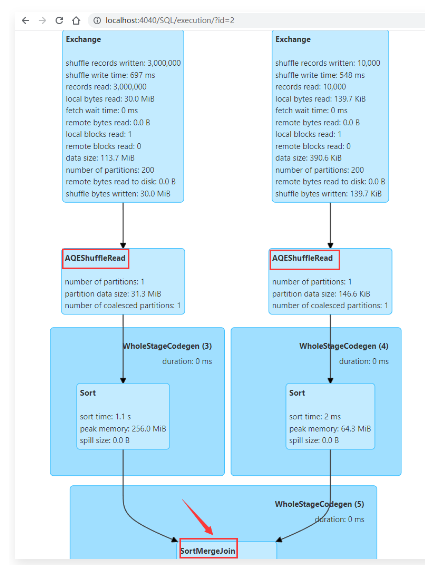 localhost:4040/SQL/execution/?id=2
Exchange
shuffle records written: 3,000,000
shuffle write time: 697 ms
records read: 3,000,000
local bytes read: 30.0 MiB
fetch wait time: 0 ms
remote bytes read: 0.0 B
local blocks read: 1
remote blocks read: 0
data size: 113.7 MiB
number of partitions: 200
remote bytes read to disk: 0.0 B
shuffle bytes written: 30.0 MiB
Exchange
shuffle records written: 10,000
shuffle write time: 548 ms
records read: 10,000
local bytes read: 139.7 KiB
fetch wait time: 0 ms
remote bytes read: 0.0 B
local blocks read: 1
remote blocks read: 0
data size: 390.6 KiB
number of partitions: 200
remote bytes read to disk: 0.0 B
shuffle bytes written: 139.7 KiB
AQEShuffleRead
number of partitions: 1
partition data size: 31.3 MiB
number of coalesced partitions: 1
AQEShuffleRead
number of partitions: 1
partition data size: 146.6 KiB
number of coalesced partitions: 1
WholeStageCodegen (3)
duration: 0 ms
Sort
sort time: 1.1 s
peak memory: 256.0 MiB
spill size: 0.0 B
WholeStageCodegen (4)
duration: 0 ms
Sort
sort time: 2 ms
peak memory: 64.3 MiB
spill size: 0.0 B
WholeStageCodegen (5)
duration: 0 ms
SortMergeJoin